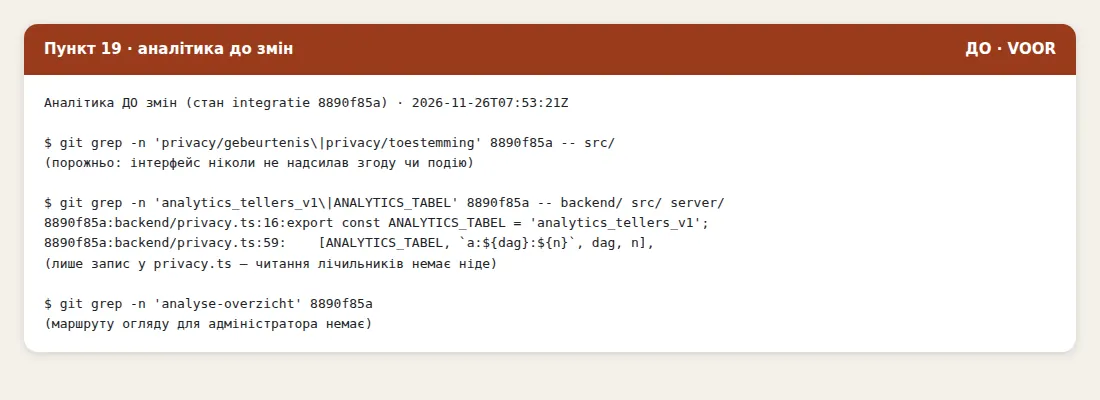 Пункт 19 · аналітика до змін
ДО · VOOR
Аналітика ДО змін (стан integratie 8890f85a) · 2026-11-26T07:53:21Z
$ git grep -n 'privacy/gebeurtenis\|privacy/toestemming' 8890f85a -- src/
(порожньо: інтерфейс ніколи не надсилав згоду чи подію)
$ git grep -n 'analytics_tellers_v1\|ANALYTICS_TABEL' 8890f85a -- backend/ src/ server/
8890f85a:backend/privacy.ts:16:export const ANALYTICS_TABEL = 'analytics_tellers_v1';
8890f85a:backend/privacy.ts:59:    [ANALYTICS_TABEL, `a:${dag}:${n}`, dag, n],
(лише запис у privacy.ts — читання лічильників немає ніде)
$ git grep -n 'analyse-overzicht' 8890f85a
(маршруту огляду для адміністратора немає)